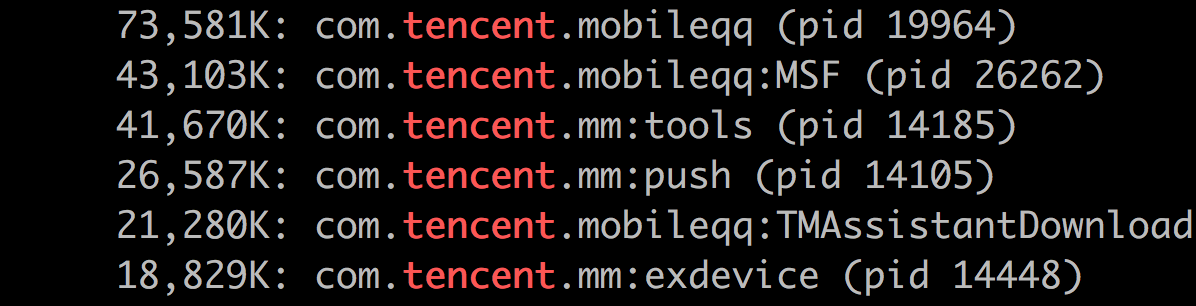 73,581K: com.tencent.mobileqq (pid 19964)
43,103K: com.tencent.mobileqq:MSF (pid 26262)
41,670K: com.tencent.mm:tools (pid 14185)
26,587K: com.tencent.mm:push (pid 14105)
21,280K: com.tencent.mobileqq:TMAssistantDownload
18,829K: com.tencent.mm:exdevice (pid 14448)